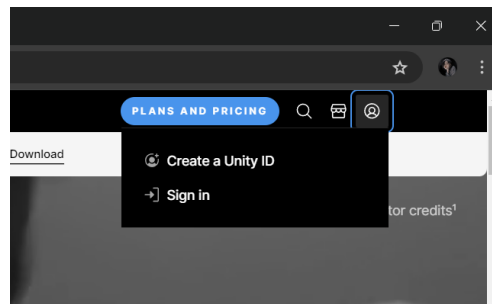 PLANS AND PRICING
Download
Create a Unity ID
Sign in
tor credits¹